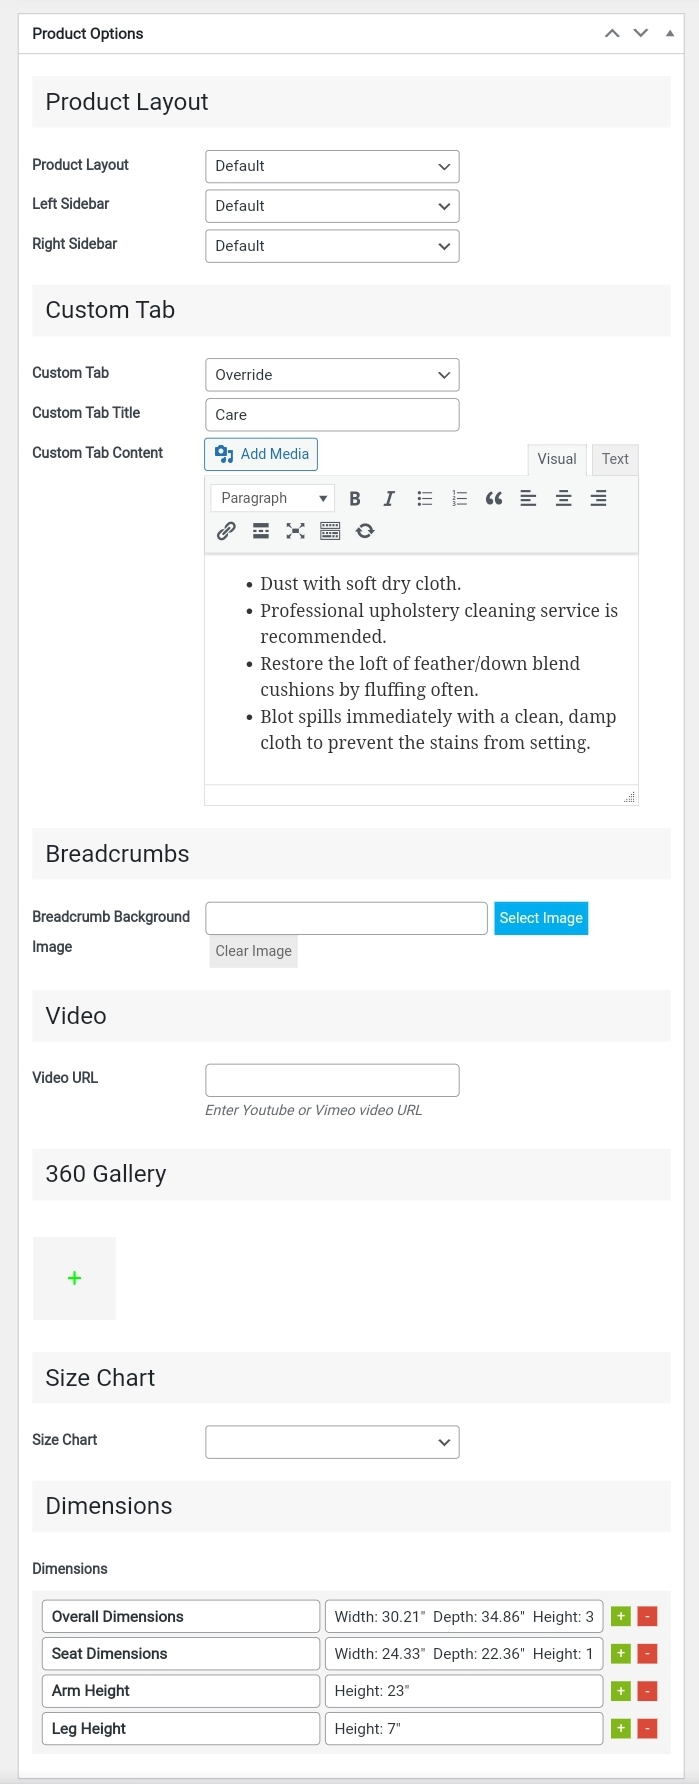 Product Options
Product Layout
Product Layout
Default
Left Sidebar
Default
Right Sidebar
Default
Custom Tab
Custom Tab
Override
Custom Tab Title
Care
Custom Tab Content
Add Media
Visual
Text
Paragraph
• Dust with soft dry cloth.
• Professional upholstery cleaning service is
recommended.
• Restore the loft of feather/down blend
cushions by fluffing often.
• Blot spills immediately with a clean, damp
cloth to prevent the stains from setting.
Breadcrumbs
Breadcrumb Background
Image
Select Image
Clear Image
Video
Video URL
Enter Youtube or Vimeo video URL
360 Gallery
+
Size Chart
Size Chart
Dimensions
Dimensions
Overall Dimensions
Width: 30.21" Depth: 34.86" Height: 3
+ -
Seat Dimensions
Width: 24.33" Depth: 22.36" Height: 1
+ -
Arm Height
Height: 23"
+ -
Leg Height
Height: 7"
+ -